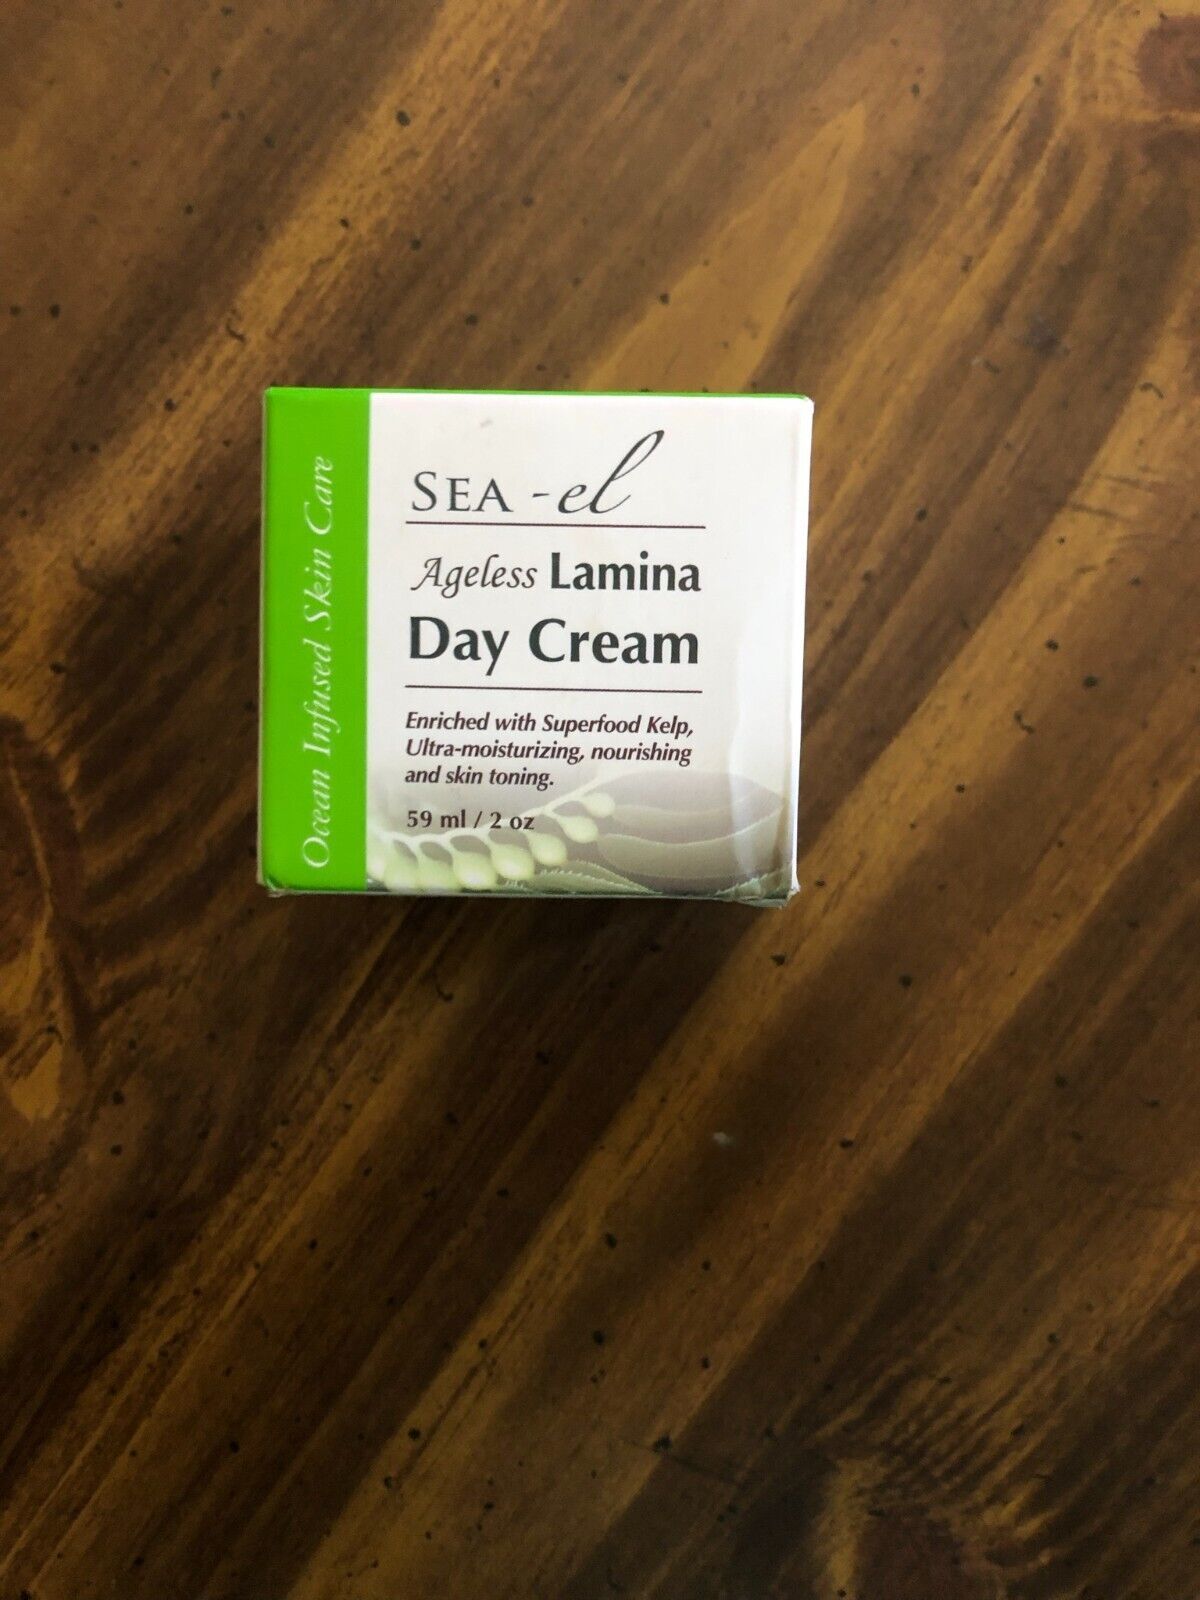 Ocean Infused Skin Care
SEA -el
Ageless Lamina
Day Cream
Enriched with Superfood Kelp,
Ultra-moisturizing, nourishing
and skin toning.
59 ml / 2 oz